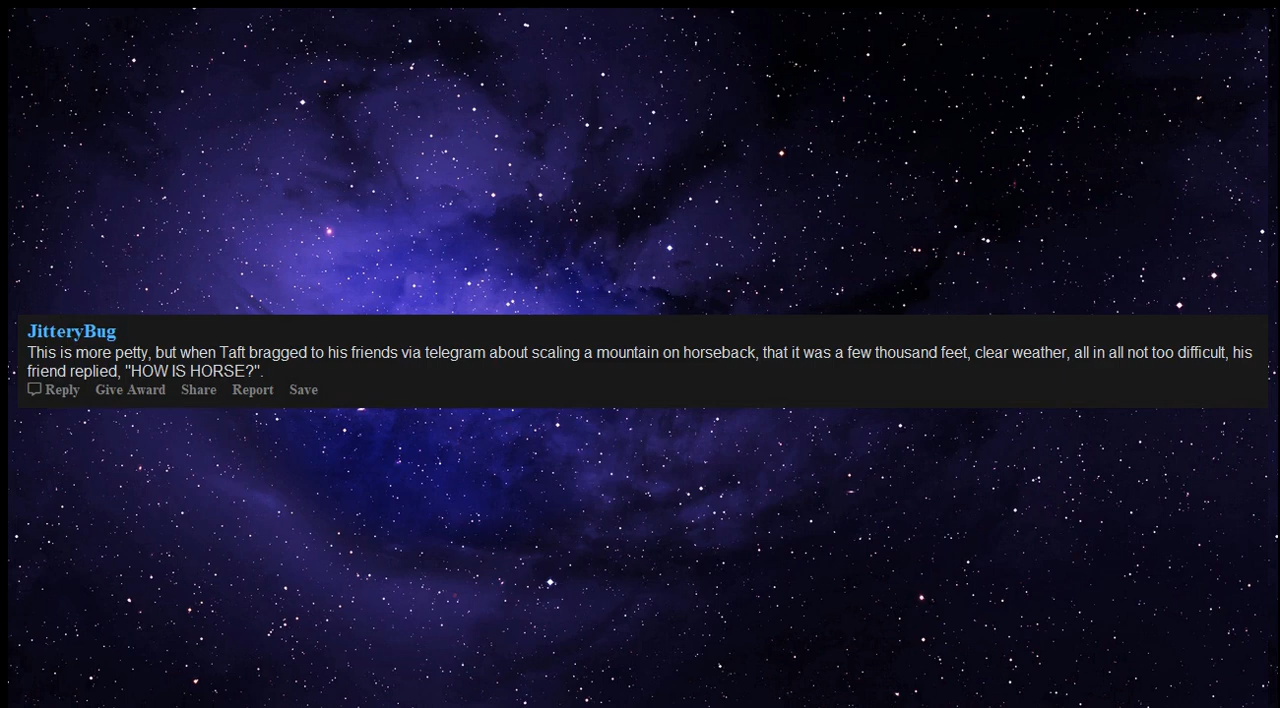 JitteryBug
This is more petty, but when Taft bragged to his friends via telegram about scaling a mountain on horseback, that it was a few thousand feet, clear weather, all in all not too difficult, his
friend replied, "HOW IS HORSE?".
Reply Give Award Share Report Save